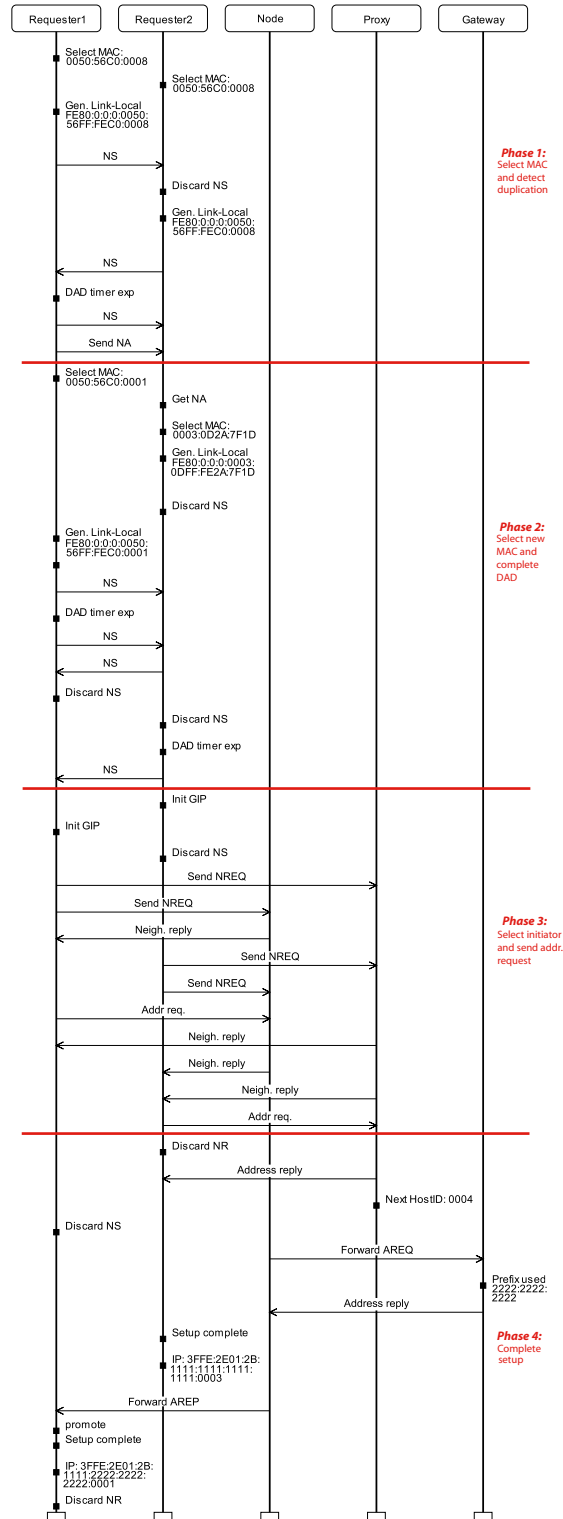 Requester1
Requester2
Node
Proxy
Gateway
Select MAC:
0050:56C0:0008
Select MAC:
0050:56C0:0008
Gen. Link-Local
FE80:0:0:0:0050:
56FF:FEC0:0008
Phase 1:
Select MAC
and detect
duplication
NS
Discard NS
Gen. Link-Local
FE80:0:0:0:0050:
56FF:FEC0:0008
NS
DAD timer exp
NS
Send NA
Select MAC:
0050:56C0:0001
Get NA
Select MAC:
0003:0D2A:7F1D
Gen. Link-Local
FE80:0:0:0:0003:
0DFF:FE2A:7F1D
Discard NS
Phase 2:
Select new
MAC and
complete
DAD
Gen. Link-Local
FE80:0:0:0:0050:
56FF:FEC0:0001
NS
DAD timer exp
NS
NS
Discard NS
Discard NS
DAD timer exp
NS
Init GIP
Init GIP
Discard NS
Send NREQ
Send NREQ
Phase 3:
Select initiator
and send addr.
request
Neigh. reply
Send NREQ
Send NREQ
Addr req.
Neigh. reply
Neigh. reply
Neigh. reply
Addr req.
Discard NR
Address reply
Next HostID: 0004
Discard NS
Forward AREQ
Prefix used
2222:2222:
2222
Address reply
Setup complete
Phase 4:
Complete
setup
IP: 3FFE:2E01:2B:
1111:1111:1111:
1111:0003
Forward AREP
promote
Setup complete
IP: 3FFE:2E01:2B:
1111:2222:2222:
2222:0001
Discard NR